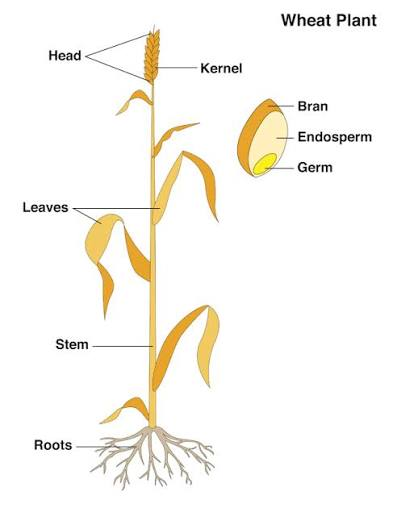 Wheat Plant
Head
Kernel
Bran
Endosperm
Germ
Leaves
Stem
Roots